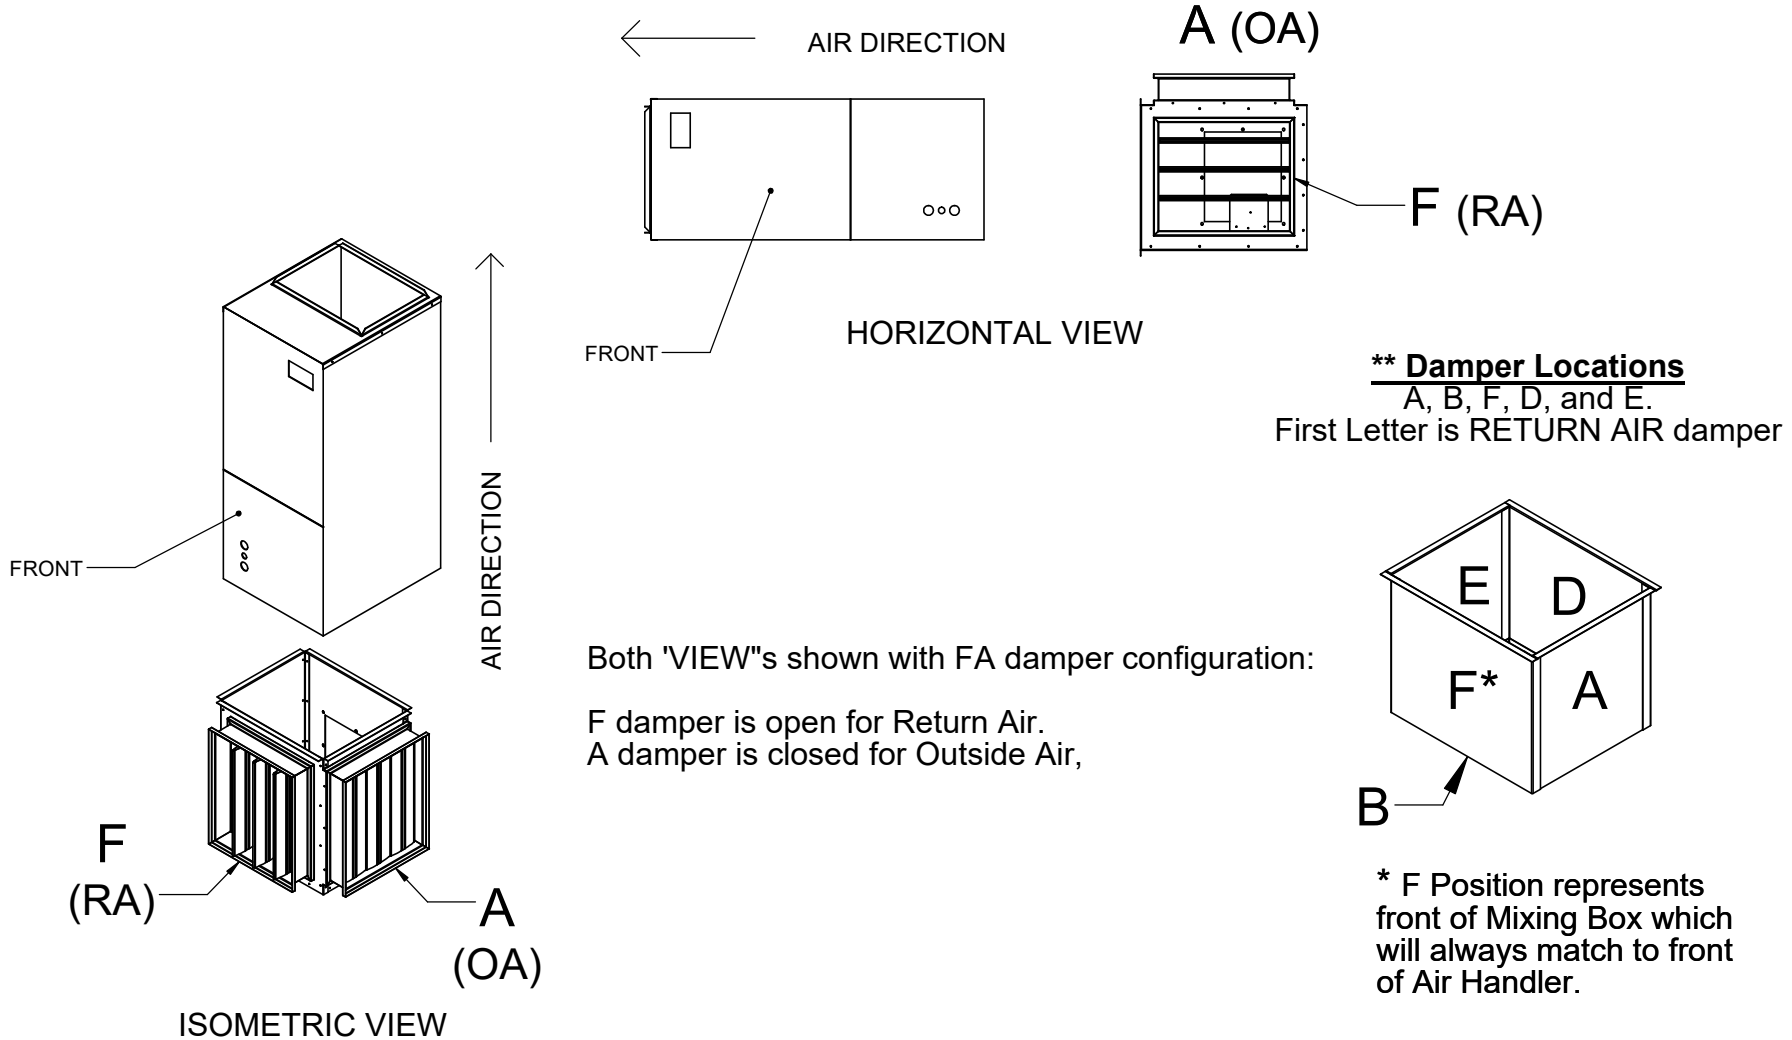 A (OA)
AIR DIRECTION
F (RA)
FRONT
HORIZONTAL VIEW
** Damper Locations
A, B, F, D, and E.
First Letter is RETURN AIR damper
AIR DIRECTION
FRONT
E
D
F*
A
B
Both 'VIEW"s shown with FA damper configuration:
F damper is open for Return Air.
A damper is closed for Outside Air,
F
(RA)
A
(OA)
* F Position represents
front of Mixing Box which
will always match to front
of Air Handler.
ISOMETRIC VIEW